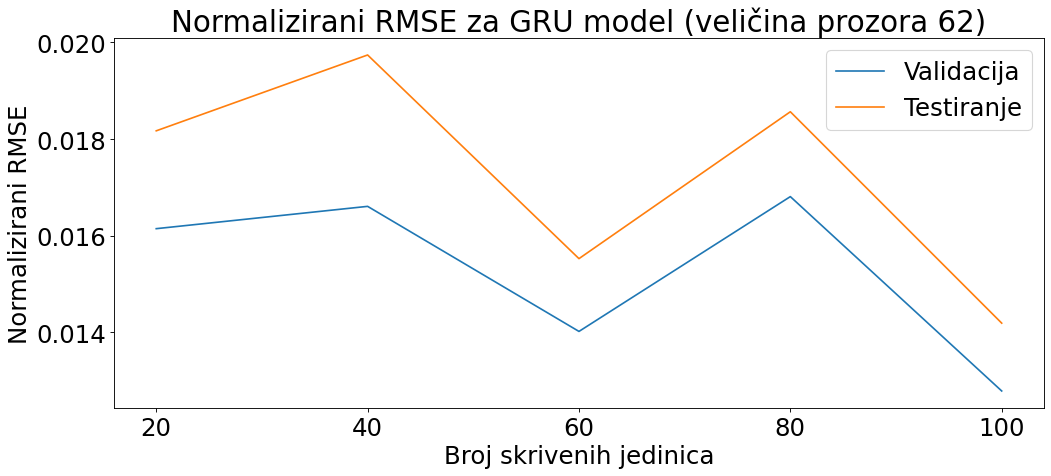 Normalizirani RMSE za GRU model (veličina prozora 62)
Normalizirani RMSE
0.020
0.018
0.016
0.014
Validacija
Testiranje
20 40 60 80 100
Broj skrivenih jedinica